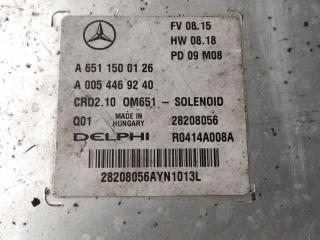 FV 08.15
HW 08.18
PD 09 M08
A 651 150 01 26
A 005 446 92 40
CRD2.10 OM651 - SOLENOID
Q01 MADE IN HUNGARY 28208056
DELPHI R0414A008A
28208056AYN1013L